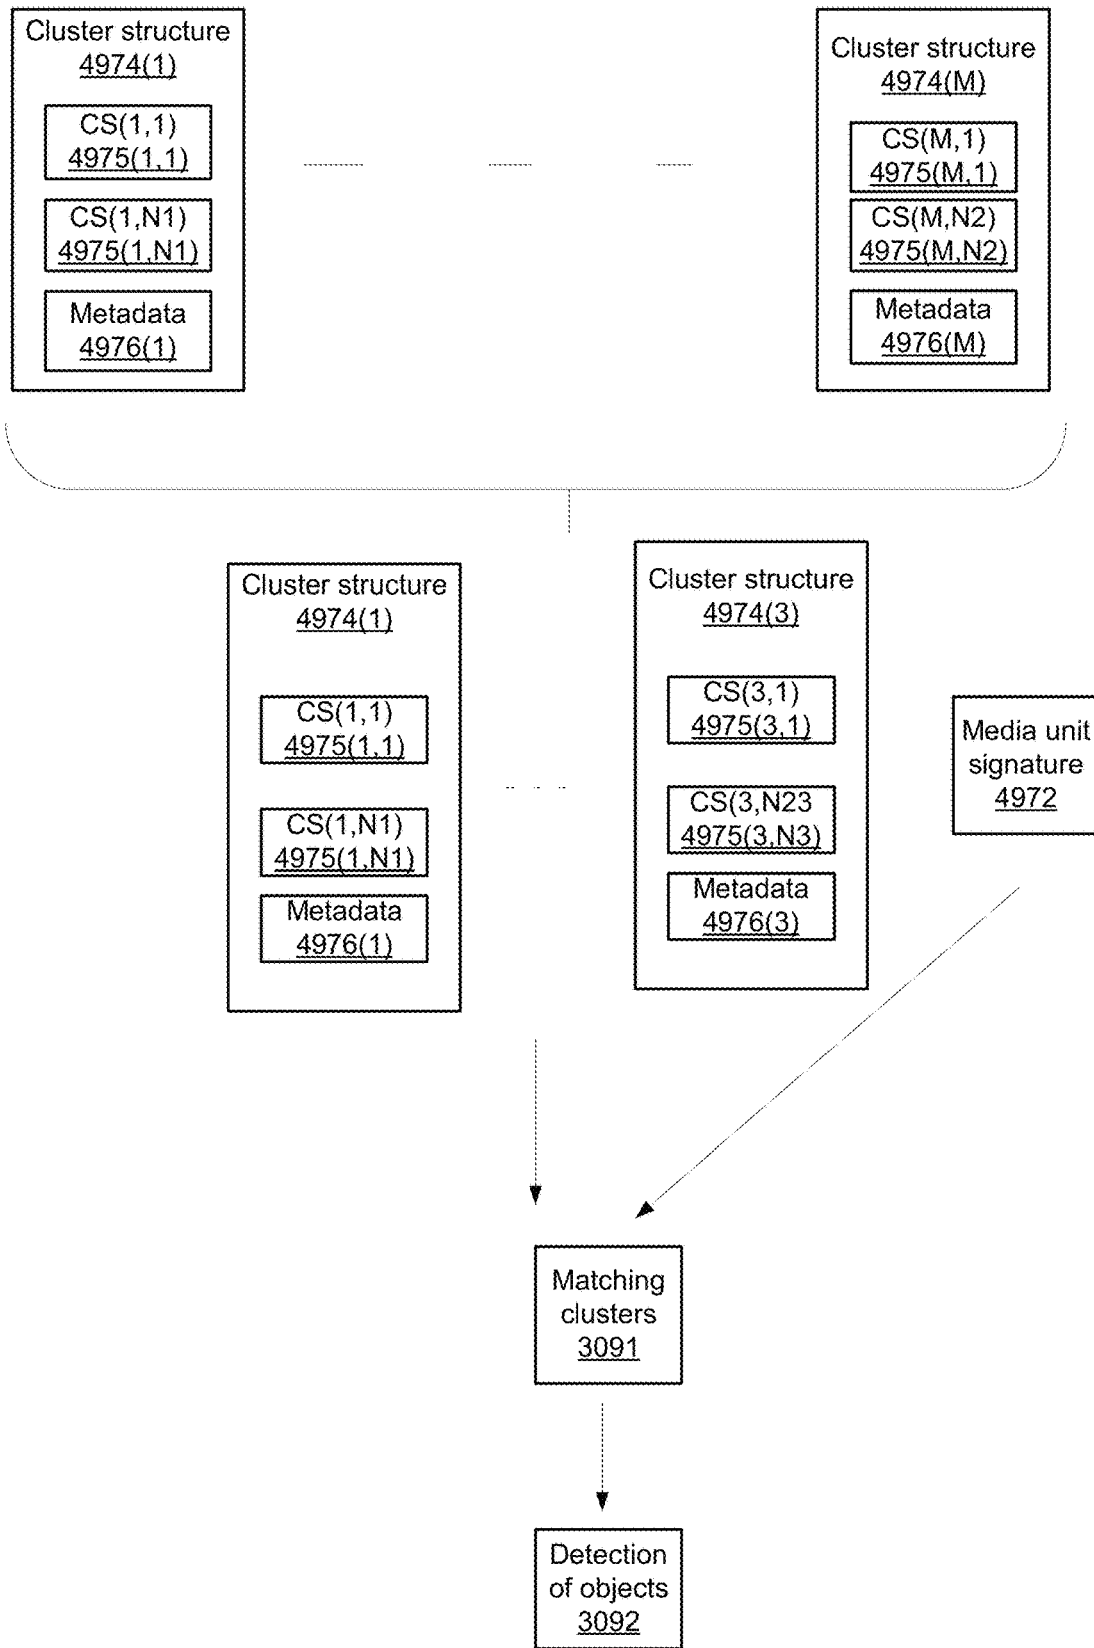 Cluster structure
4974(1)
CS(1,1)
4975(1,1)
CS(1,N1)
4975(1,N1)
Metadata
4976(1)
Cluster structure
4974(M)
CS(M,1)
4975(M,1)
CS(M,N2)
4975(M,N2)
Metadata
4976(M)
Cluster structure
4974(1)
CS(1,1)
4975(1,1)
CS(1,N1)
4975(1,N1)
Metadata
4976(1)
Cluster structure
4974(3)
CS(3,1)
4975(3,1)
CS(3,N23
4975(3,N3)
Metadata
4976(3)
Media unit
signature
4972
Matching
clusters
3091
Detection
of objects
3092